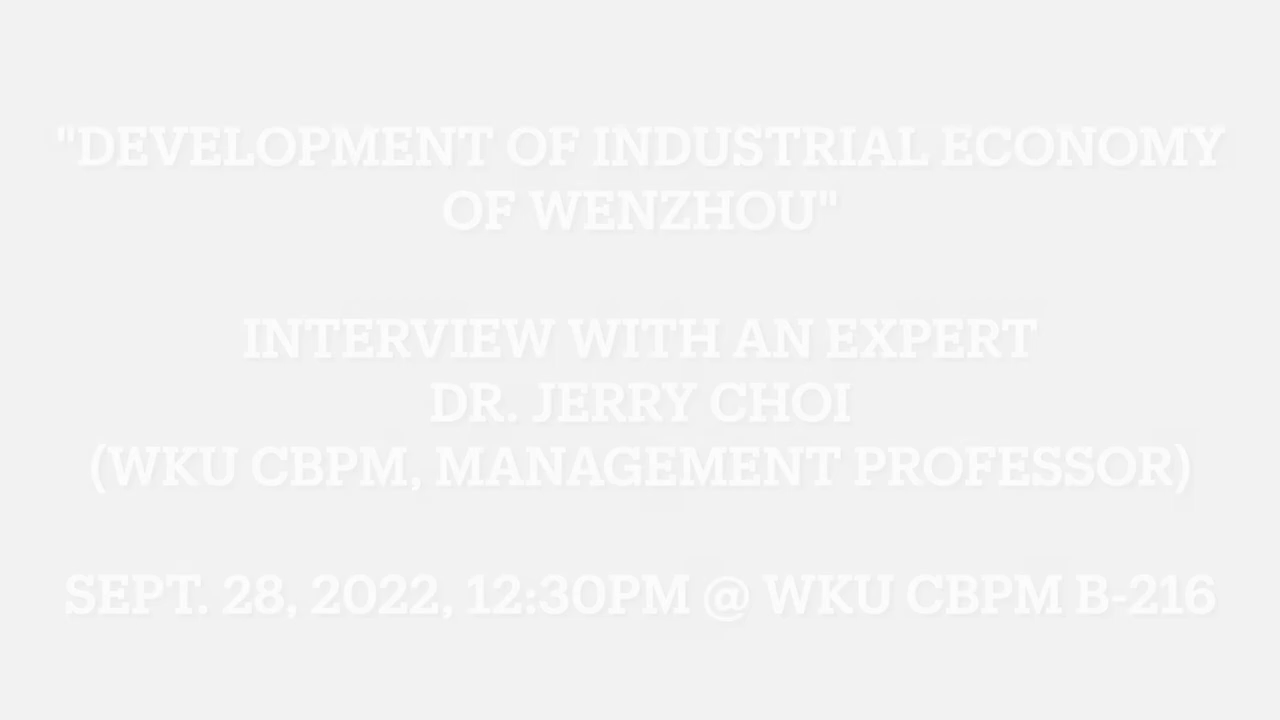 "DEVELOPMENT OF INDUSTRIAL ECONOMY
OF WENZHOU"
INTERVIEW WITH AN EXPERT
DR. JERRY CHOI
(WKU CBPM, MANAGEMENT PROFESSOR)
SEPT. 28, 2022, 12:30PM @ WKU CBPM B-216